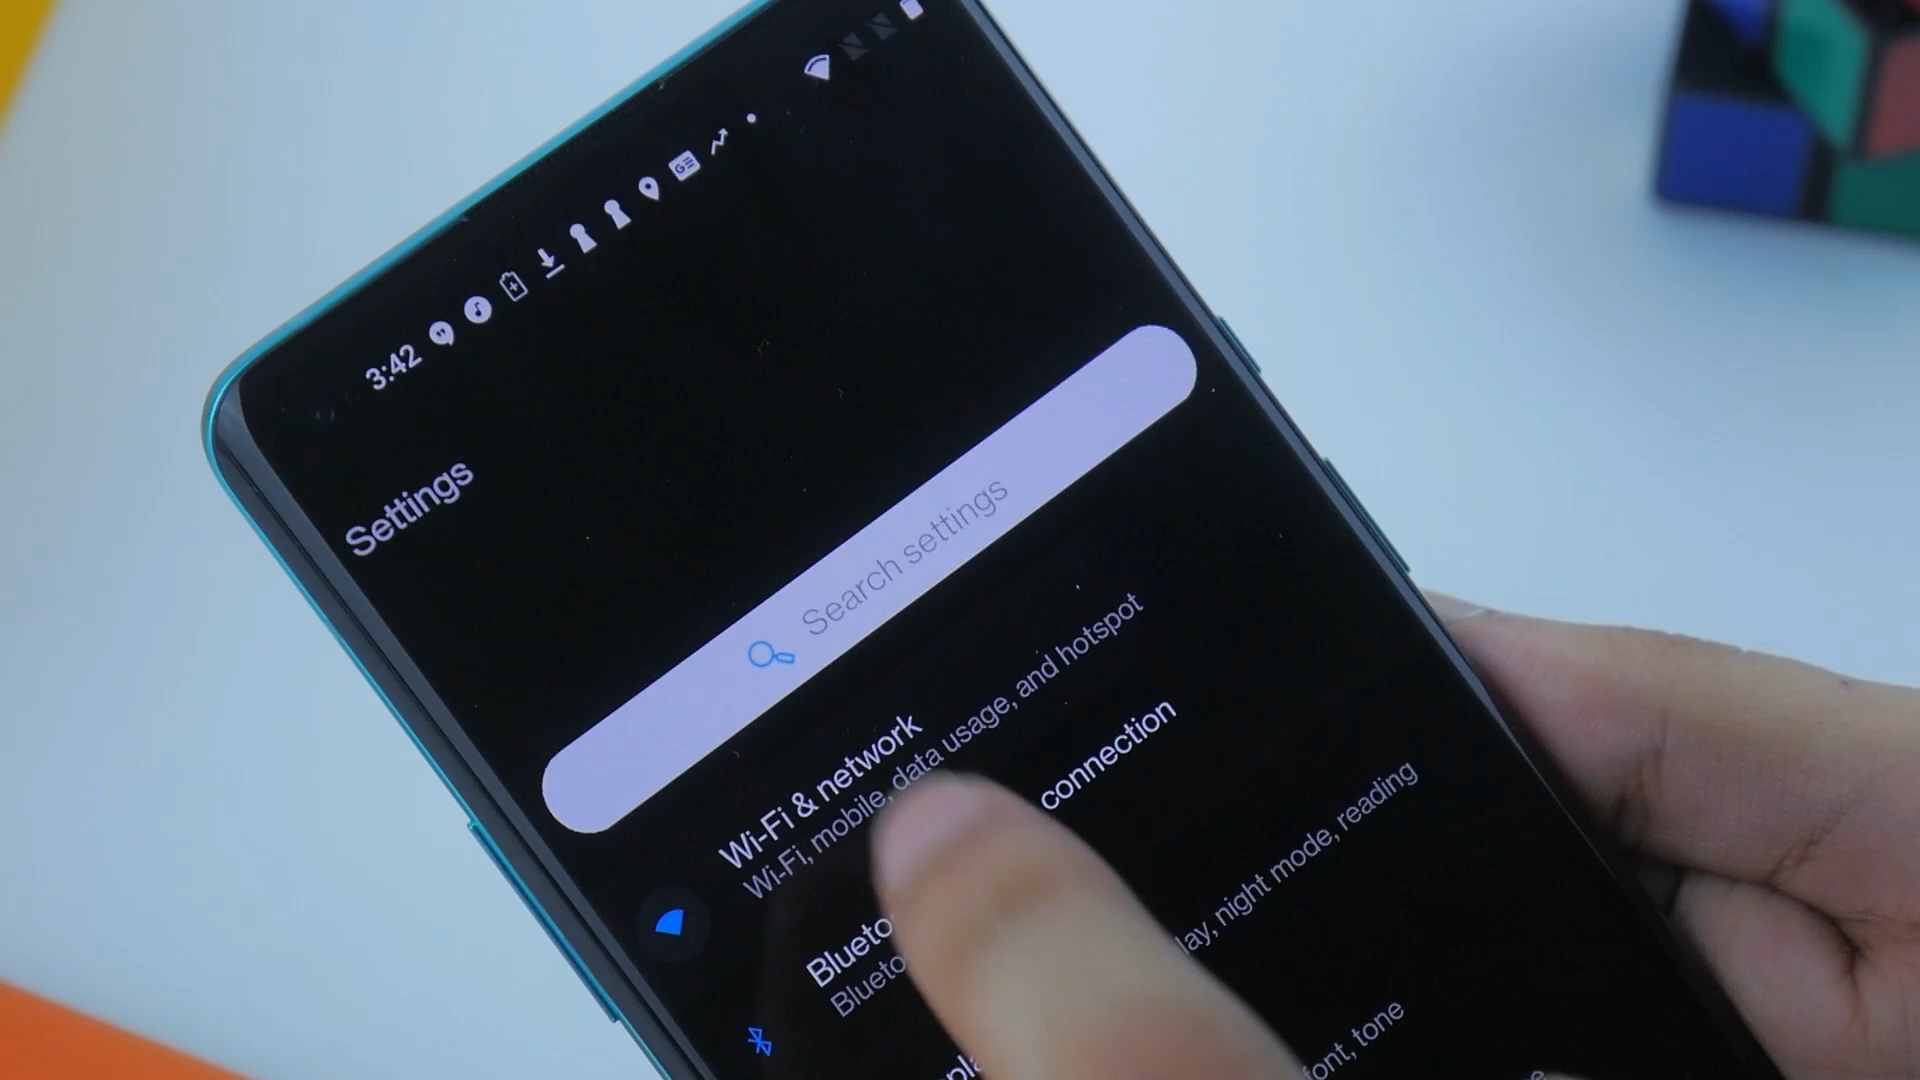 3:42
Settings
Search settings
Wi-Fi & network
Wi-Fi, mobile, data usage, and hotspot
connection
night mode, reading
font, tone